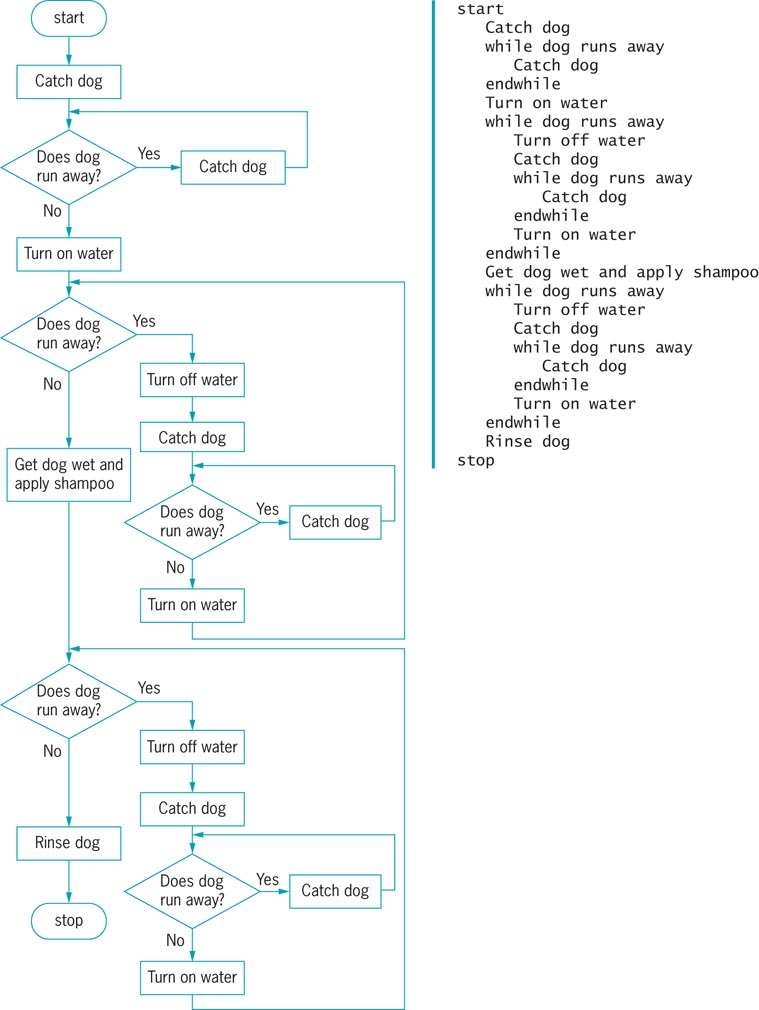 start
Catch dog
Does dog
run away?
Yes
Catch dog
No
Turn on water
Does dog
run away?
Yes
No
Turn off water
Catch dog
Get dog wet and
apply shampoo
Does dog
run away?
Yes
Catch dog
No
Turn on water
Does dog
run away?
Yes
No
Turn off water
Catch dog
Rinse dog
Does dog
run away?
Yes
Catch dog
stop
No
Turn on water
start
Catch dog
while dog runs away
Catch dog
endwhile
Turn on water
while dog runs away
Turn off water
Catch dog
while dog runs away
Catch dog
endwhile
Turn on water
endwhile
Get dog wet and apply shampoo
while dog runs away
Turn off water
Catch dog
while dog runs away
Catch dog
endwhile
Turn on water
endwhile
Rinse dog
stop